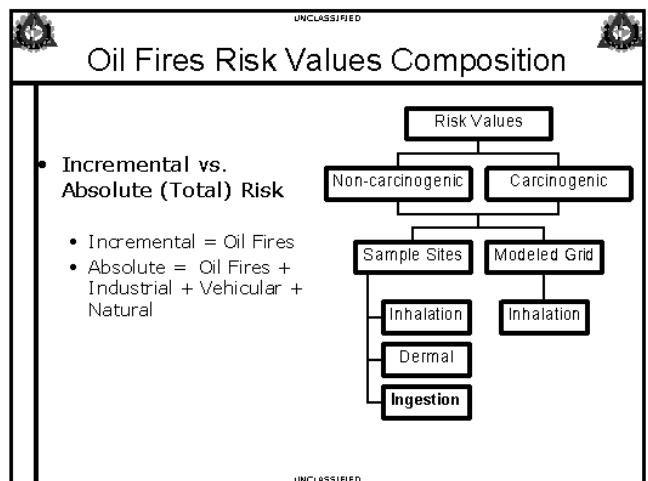 UNCLASSIFIED
Oil Fires Risk Values Composition
• Incremental vs.
Absolute (Total) Risk
• Incremental = Oil Fires
• Absolute = Oil Fires +
Industrial + Vehicular +
Natural
Risk Values
Non-carcinogenic
Carcinogenic
Sample Sites
Modeled Grid
Inhalation
Inhalation
Dermal
Ingestion
UNCLASSIFIED